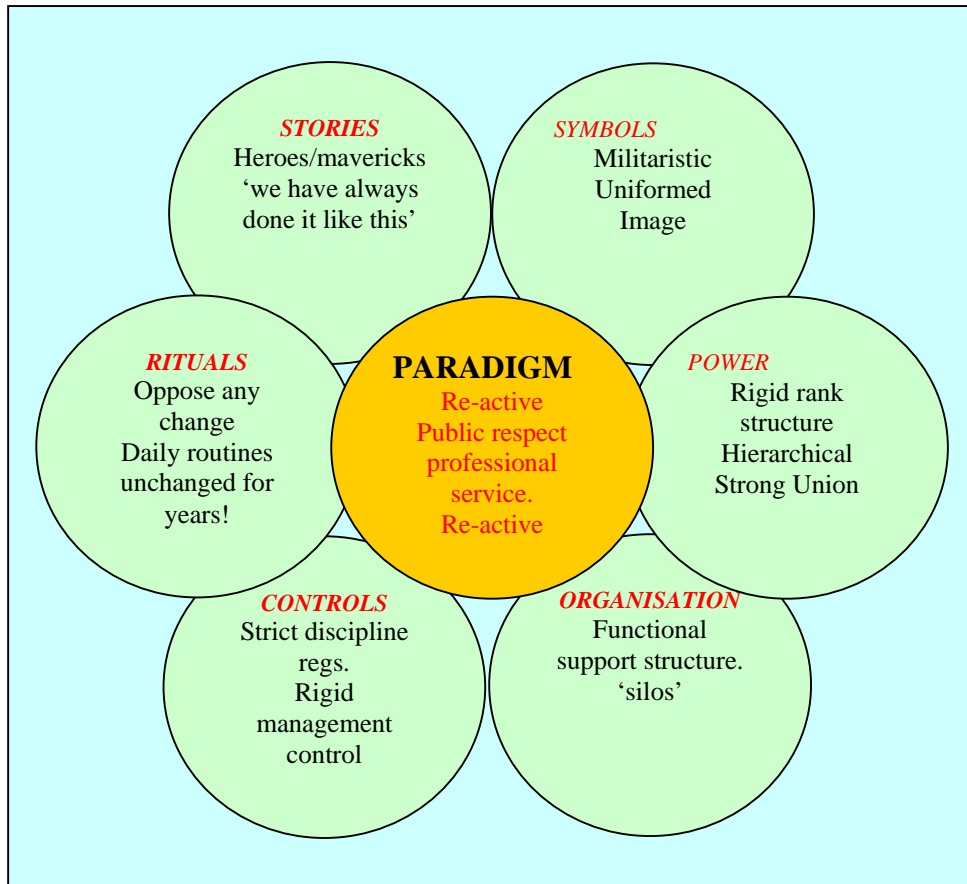 STORIES
Heroes/mavericks
‘we have always
done it like this’
SYMBOLS
Militaristic
Uniformed
Image
RITUALS
Oppose any
change
Daily routines
unchanged for
years!
PARADIGM
Re-active
Public respect
professional
service.
Re-active
POWER
Rigid rank
structure
Hierarchical
Strong Union
CONTROLS
Strict discipline
regs.
Rigid
management
control
ORGANISATION
Functional
support structure.
‘silos’